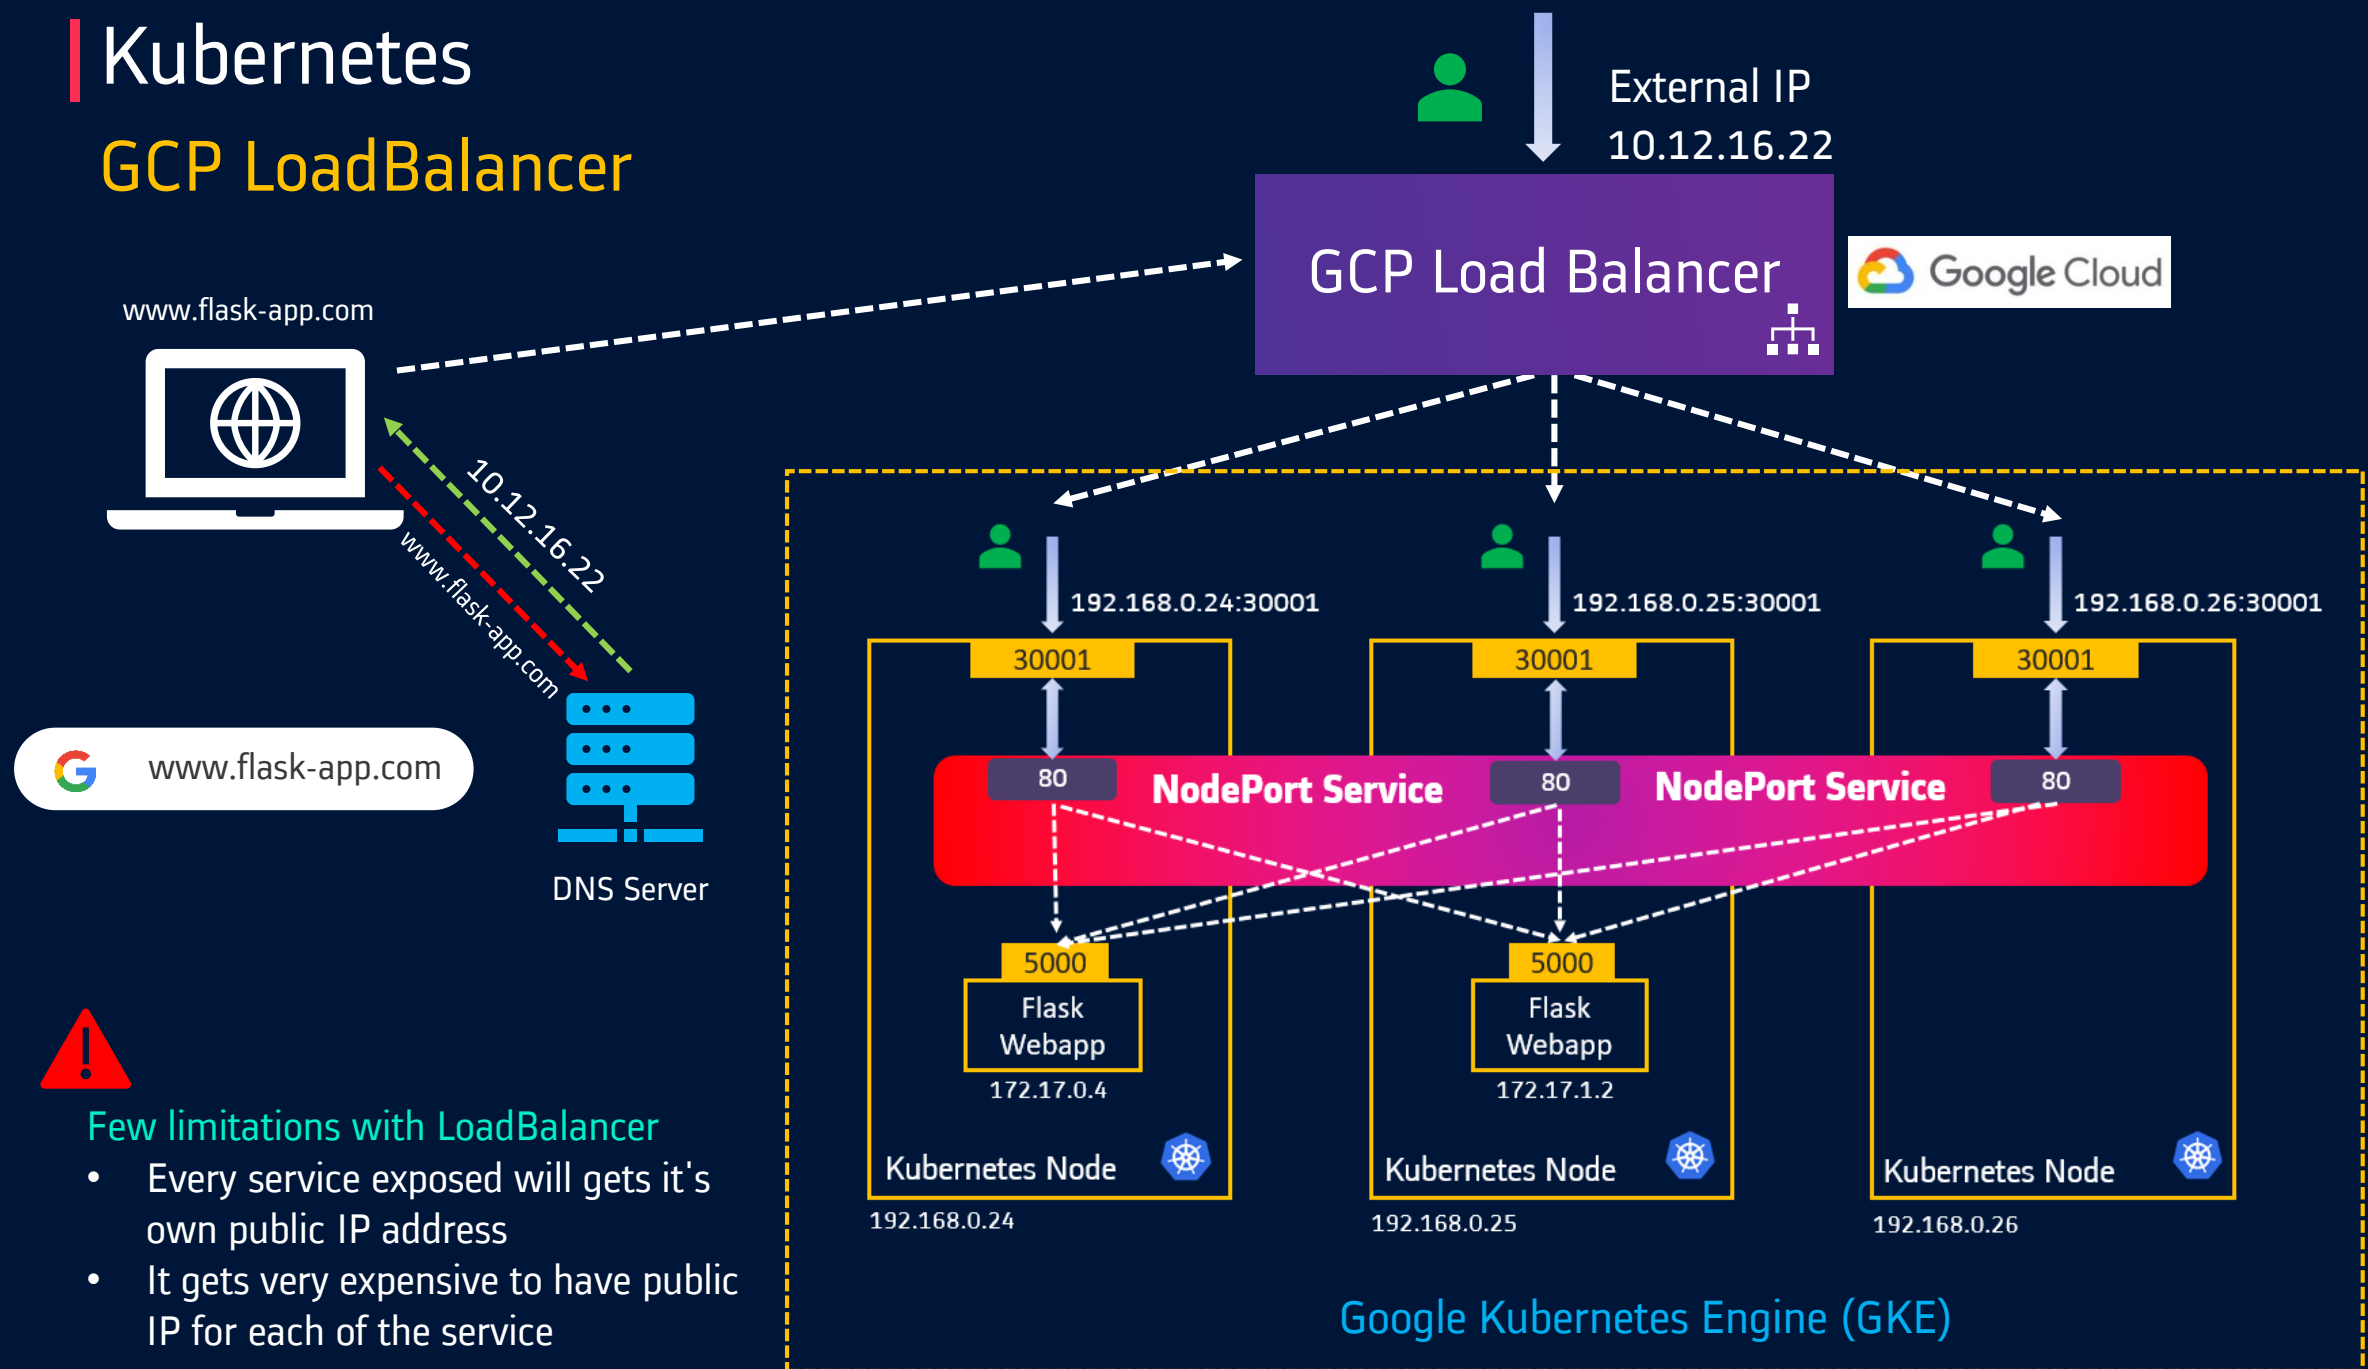 Kubernetes
GCP LoadBalancer
External IP
10.12.16.22
GCP Load Balancer
Google Cloud
www.flask-app.com
10.12.16.22
www.flask-app.com
www.flask-app.com
DNS Server
192.168.0.24:30001
192.168.0.25:30001
192.168.0.26:30001
30001
30001
30001
80
NodePort Service
80
NodePort Service
80
5000
Flask
Webapp
172.17.0.4
5000
Flask
Webapp
172.17.1.2
Kubernetes Node
Kubernetes Node
Kubernetes Node
192.168.0.24
192.168.0.25
192.168.0.26
Google Kubernetes Engine (GKE)
Few limitations with LoadBalancer
• Every service exposed will gets it's
own public IP address
• It gets very expensive to have public
IP for each of the service